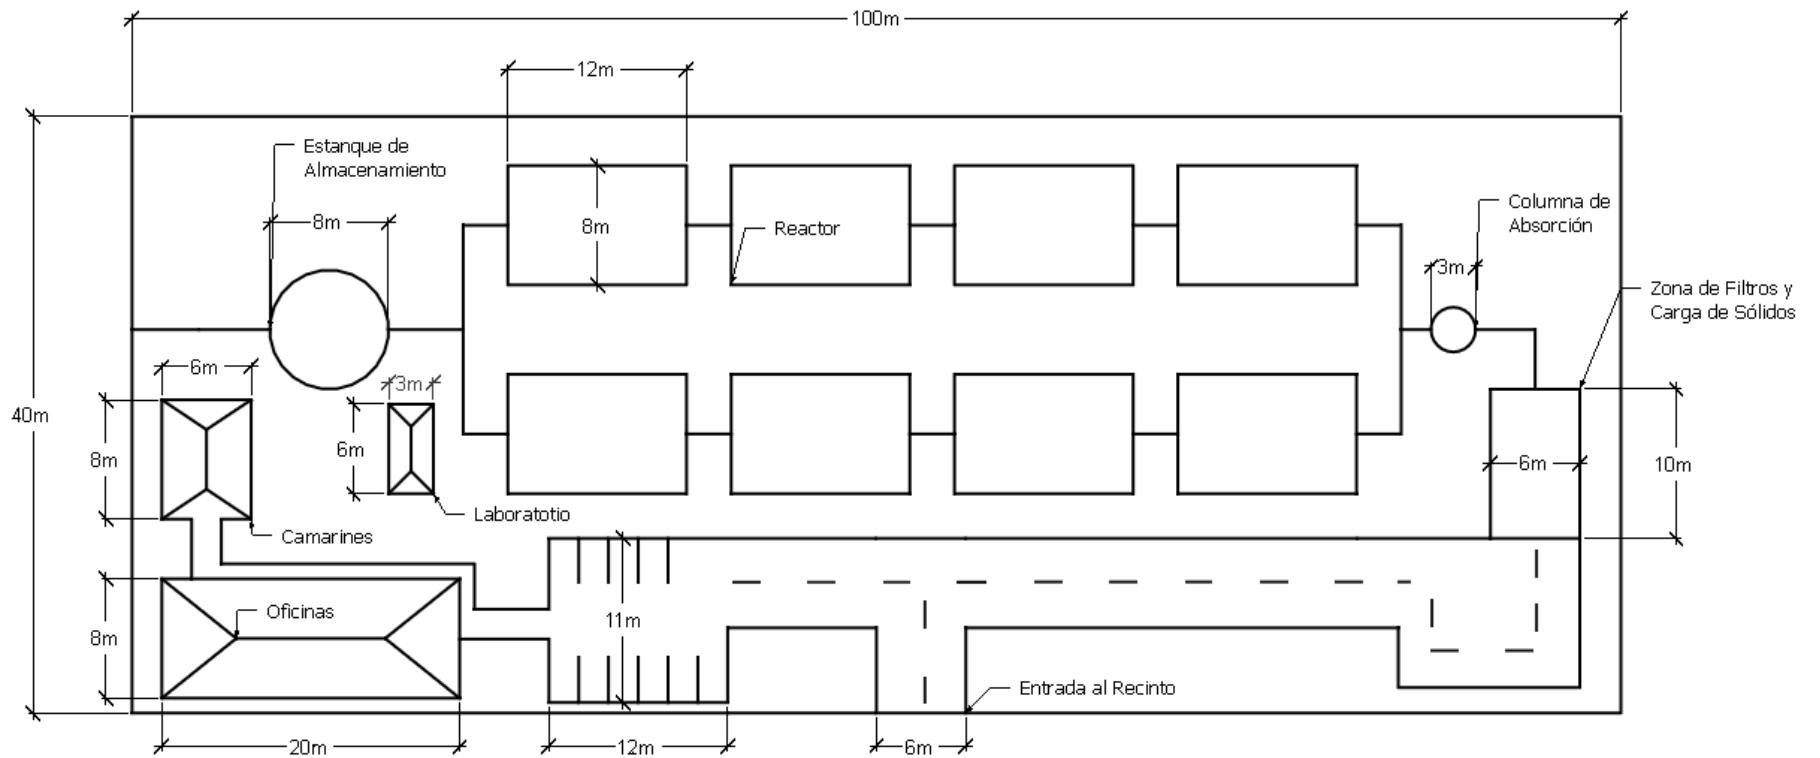 100m
12m
Estanque de
Almacenamiento
8m
8m
Reactor
Columna de
Absorción
3m
Zona de Filtros y
Carga de Sólidos
6m
3m
40m
8m
6m
6m
10m
Laboratotio
Camarines
Oficinas
11m
8m
Entrada al Recinto
20m
12m
6m